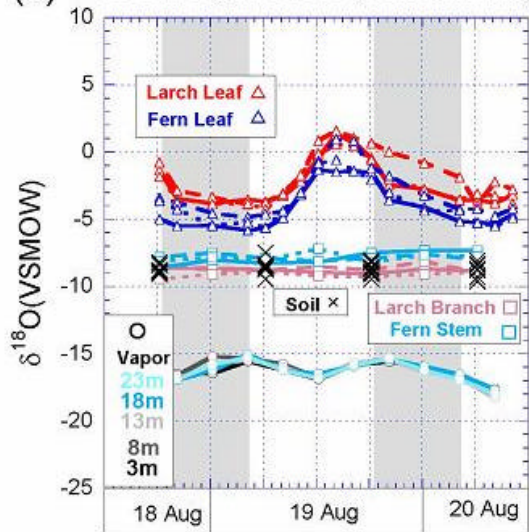 10
5
0
-5
-10
-15
-20
-25
δ18O(VSMOW)
Larch Leaf △
Fern Leaf △
Soil ×
Larch Branch □
Fern Stem □
O
Vapor
23m
18m
13m
8m
3m
18 Aug
19 Aug
20 Aug